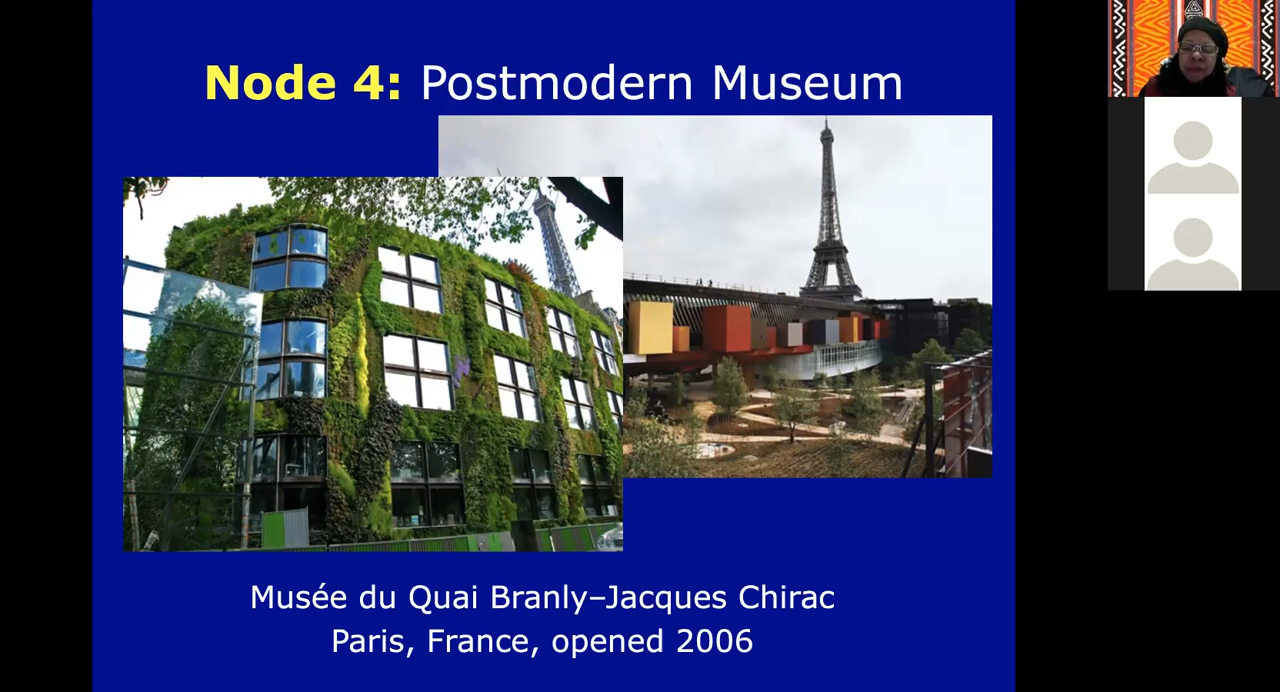 Node 4: Postmodern Museum
Musée du Quai Branly–Jacques Chirac
Paris, France, opened 2006